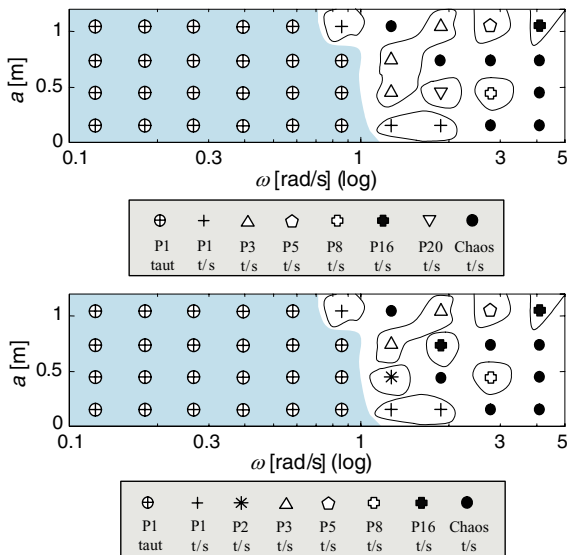 1
0.5
0
a [m]
0.1
0.3
1
3
5
ω [rad/s] (log)
P1 P1 P3 P5 P8 P16 P20 Chaos
taut t/s t/s t/s t/s t/s t/s t/s
1
0.5
0
a [m]
0.1
0.3
1
3
5
ω [rad/s] (log)
P1 P1 P2 P3 P5 P8 P16 Chaos
taut t/s t/s t/s t/s t/s t/s t/s